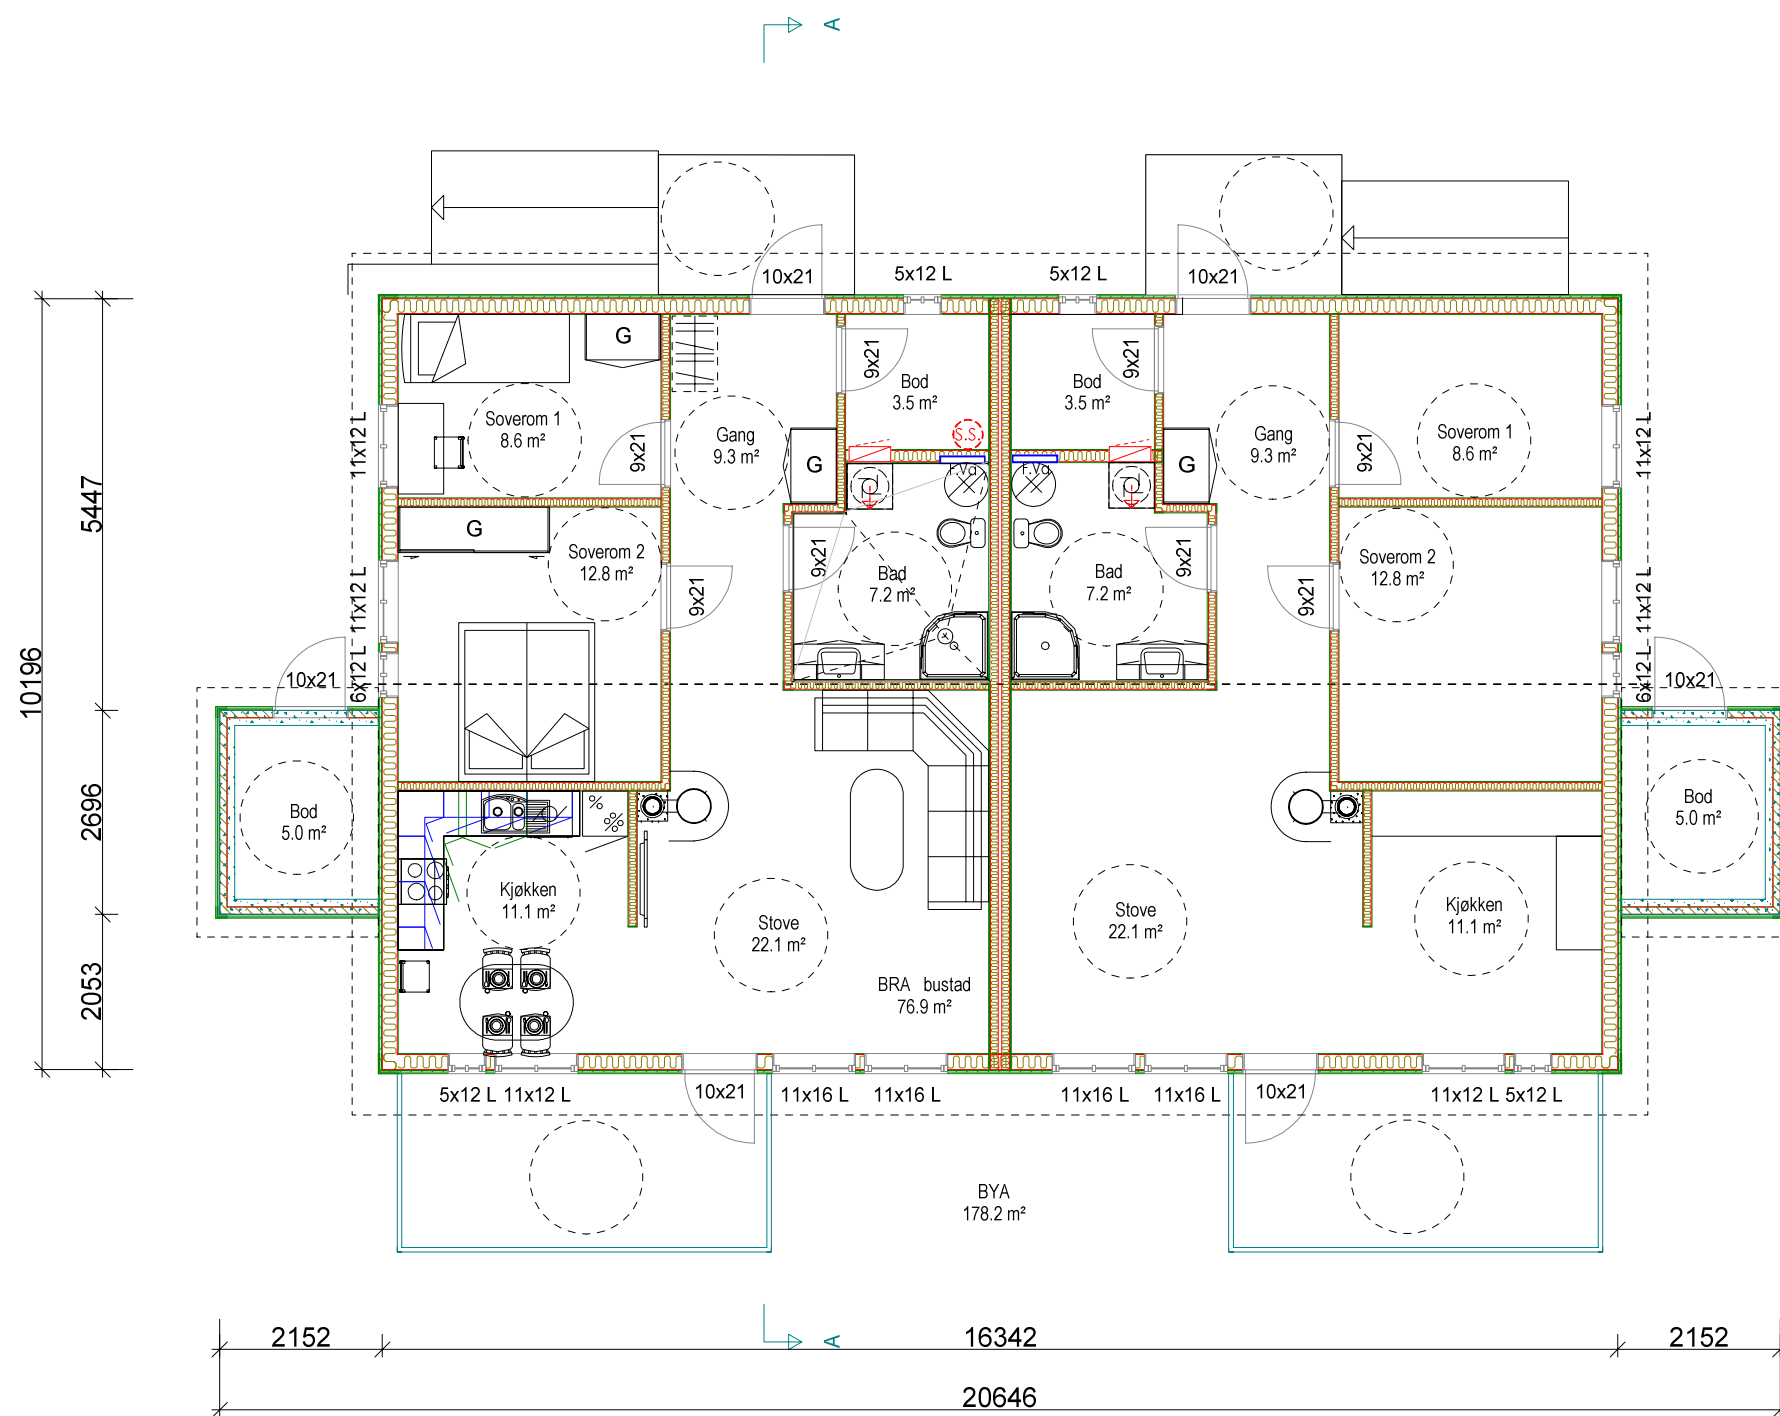 A
10x21
5x12 L
5x12 L
10x21
G
9x21
9x21
Bod
3.5 m²
Bod
3.5 m²
Soverom 1
8.6 m²
Gang
9.3 m²
S.S.
Gang
9.3 m²
Soverom 1
8.6 m²
11x12 L
9x21
G
F.Vg
F.Vg
G
9x21
11x12 L
5447
G
Soverom 2
12.8 m²
9x21
9x21
Soverom 2
12.8 m²
Bad
7.2 m²
Bad
7.2 m²
11x12 L
9x21
9x21
11x12 L
10196
10x21
6x12 L
6x12 L
10x21
2696
Bod
5.0 m²
Bod
5.0 m²
Kjøkken
11.1 m²
Stove
22.1 m²
Stove
22.1 m²
Kjøkken
11.1 m²
2053
BRA bustad
76.9 m²
5x12 L
11x12 L
10x21
11x16 L
11x16 L
11x16 L
11x16 L
10x21
11x12 L
5x12 L
BYA
178.2 m²
2152
A
16342
2152
20646